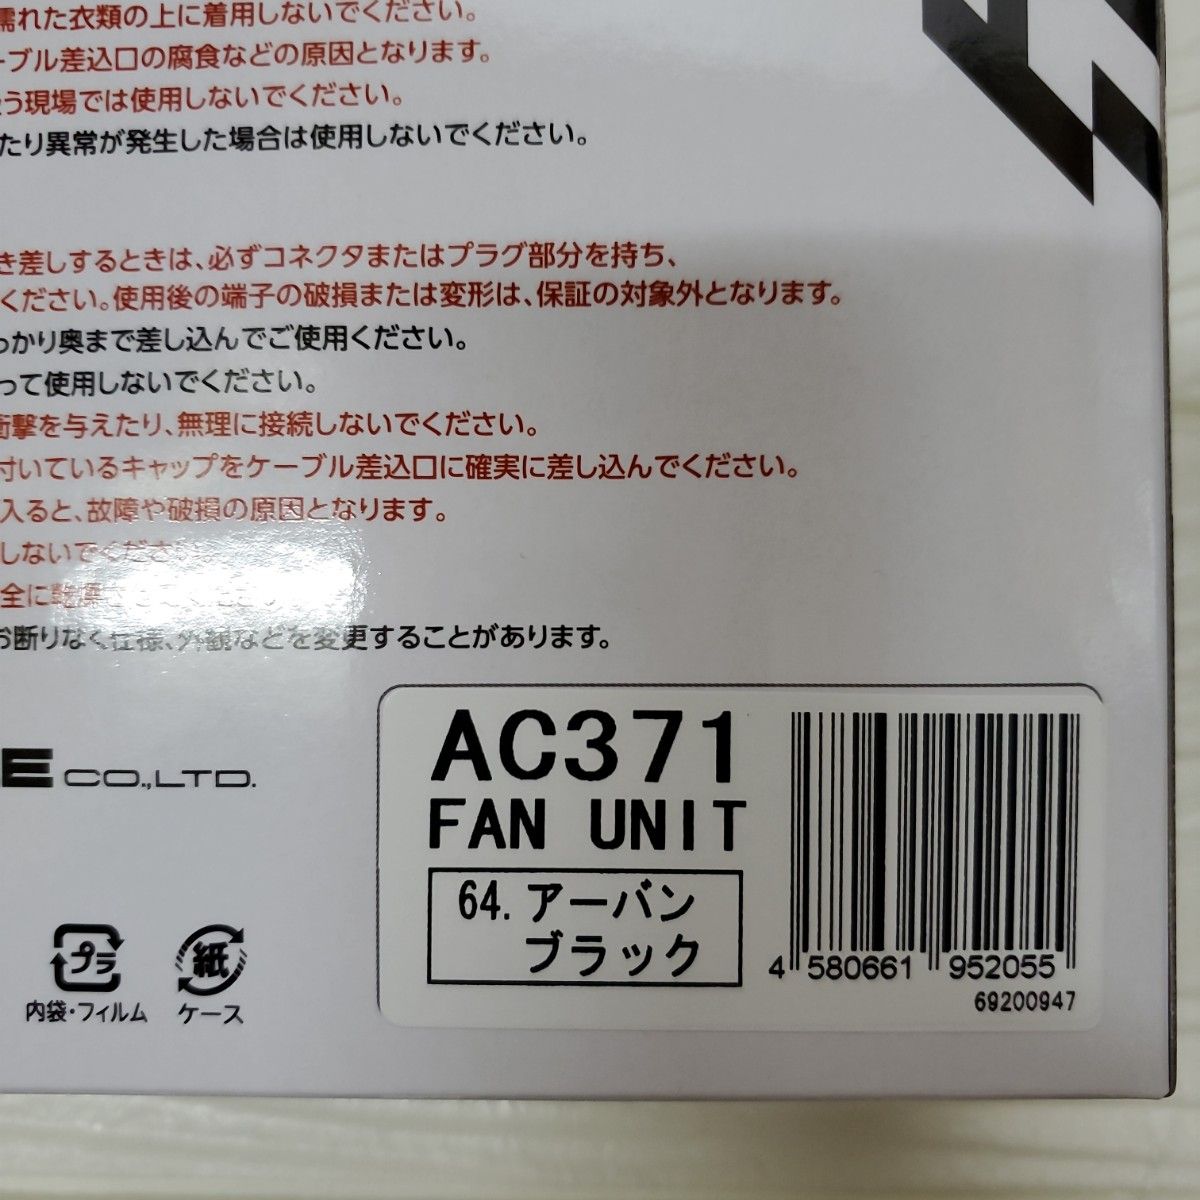 濡れた衣類の上に着用しないでください。
ーブル差込口の腐食などの原因となります。
う現場では使用しないでください。
たり異常が発生した場合は使用しないでください。
き差しするときは、必ずコネクタまたはプラグ部分を持ち、
ください。使用後の端子の破損または変形は、保証の対象外となります。
っかり奥まで差し込んでご使用ください。
って使用しないでください。
衝撃を与えたり、無理に接続しないでください。
付いているキャップをケーブル差込口に確実に差し込んでください。
入ると、故障や破損の原因となります。
しないでください
全に乾燥
お断りなく仕様、外観などを変更することがあります。
E CO.,LTD.
プラ
内袋・フィルム
紙
ケース
AC371
FAN UNIT
64.アーバン
ブラック
4 580661 952055
69200947